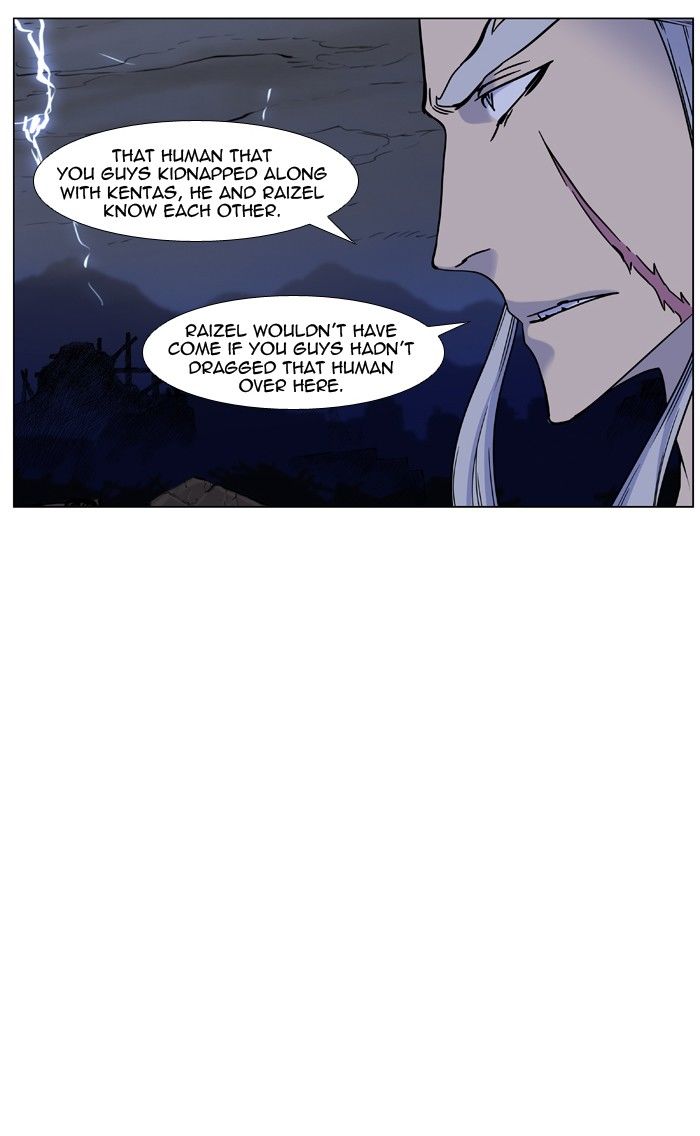 THAT HUMAN THAT
YOU GUYS KIDNAPPED ALONG
WITH KENTAS, HE AND RAIZEL
KNOW EACH OTHER.
RAIZEL WOULDN'T HAVE
COME IF YOU GUYS HADN'T
DRAGGED THAT HUMAN
OVER HERE.